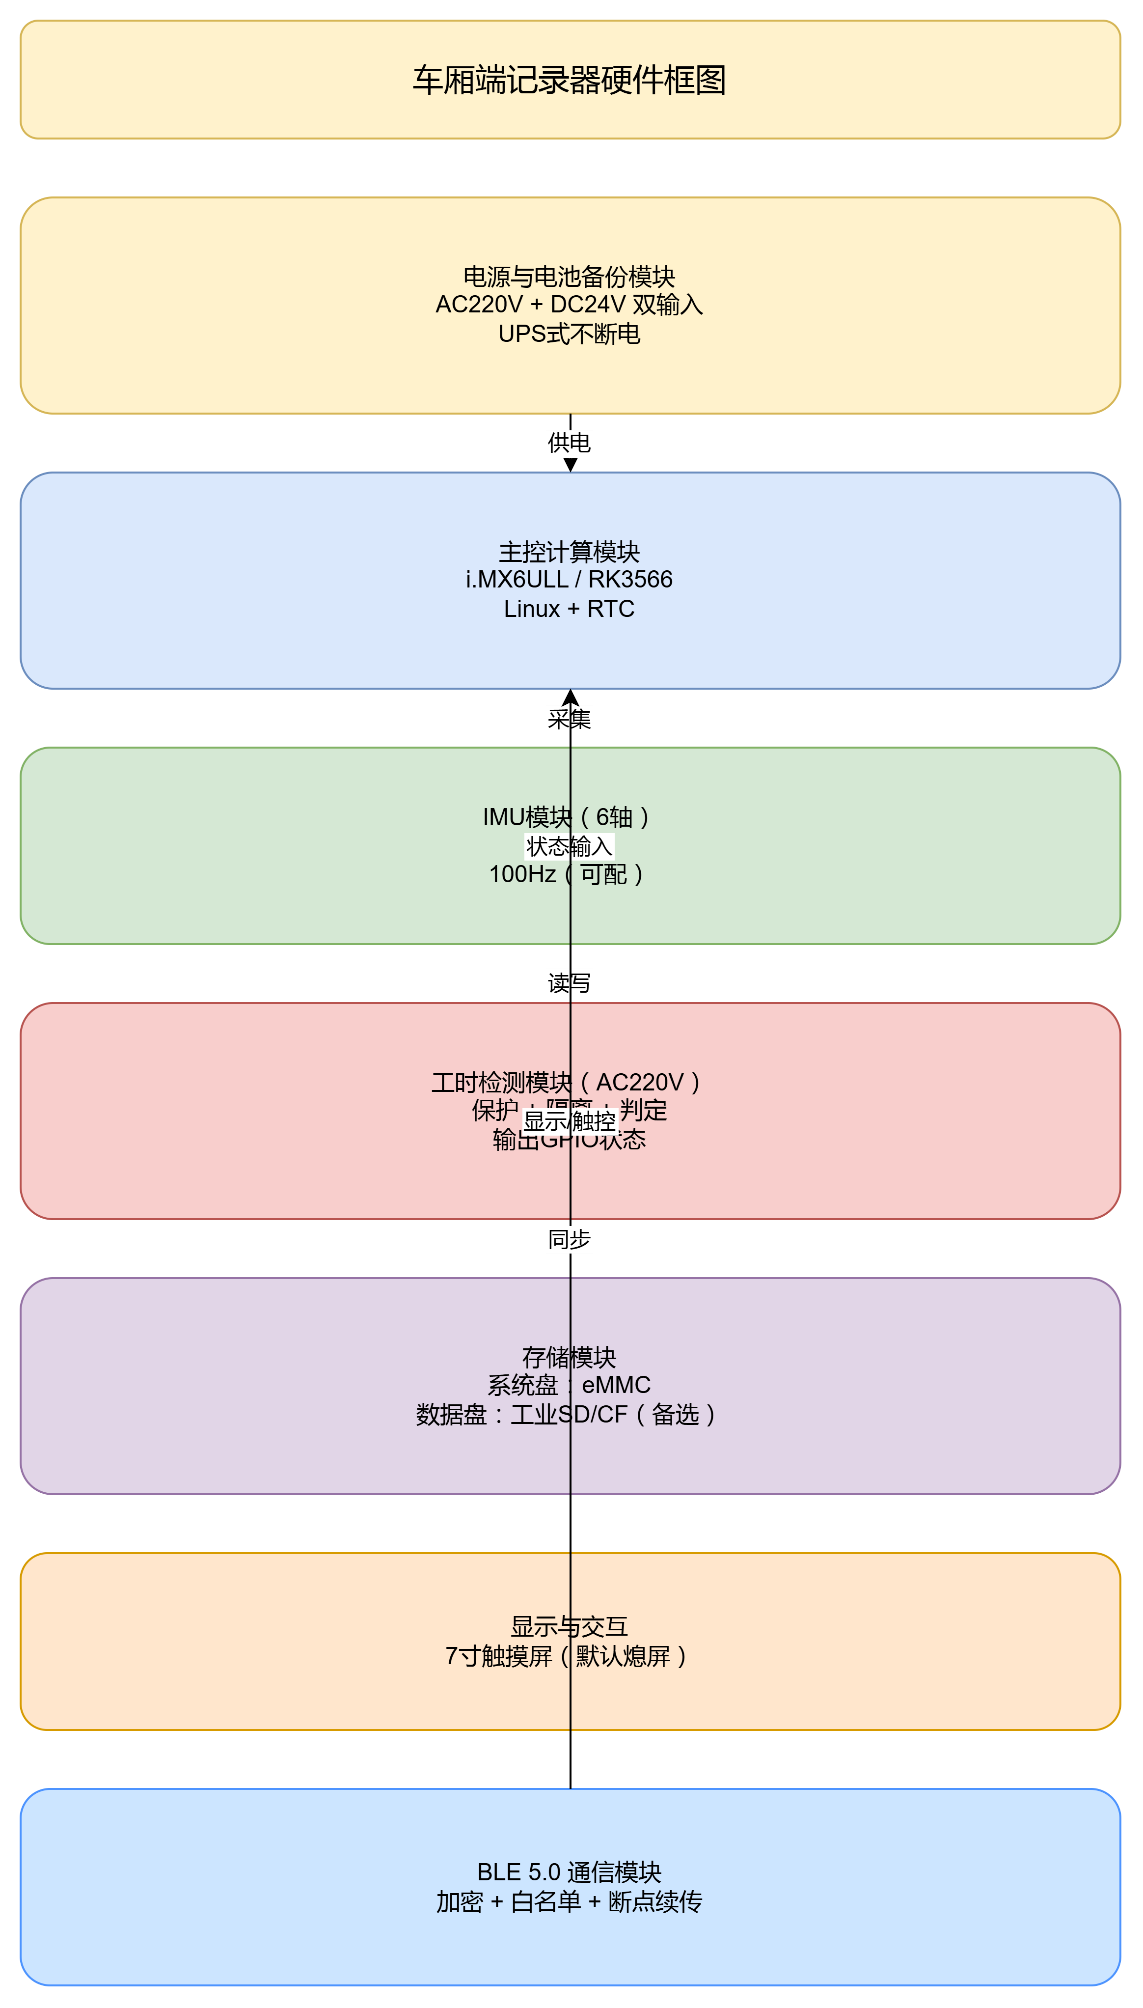 车厢端记录器硬件框图
电源与电池备份模块
AC220V + DC24V 双输入
UPS式不断电
供电
主控计算模块
i.MX6ULL / RK3566
Linux + RTC
采集
IMU模块（6轴）
状态输入
100Hz（可配）
读写
工时检测模块（AC220V）
保护 + 隔离 + 判定
显示/触控
输出GPIO状态
同步
存储模块
系统盘：eMMC
数据盘：工业SD/CF（备选）
显示与交互
7寸触摸屏（默认熄屏）
BLE 5.0 通信模块
加密 + 白名单 + 断点续传